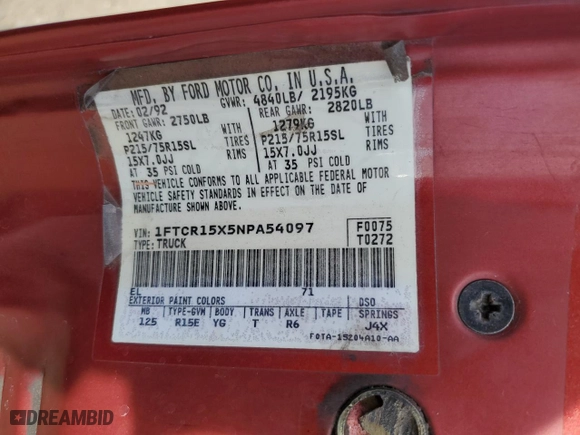 MFD. BY FORD MOTOR CO. IN U.S.A.
DATE: 02/92 GVWR: 4840LB/ 2195KG
FRONT GAWR: 2750LB REAR GAWR: 2820LB
1247KG WITH 1279KG WITH
P215/75R15SL TIRES P215/75R15SL TIRES
15X7.0JJ RIMS 15X7.0JJ RIMS
AT 35 PSI COLD AT 35 PSI COLD
THIS VEHICLE CONFORMS TO ALL APPLICABLE FEDERAL MOTOR
VEHICLE SAFETY STANDARDS IN EFFECT ON THE DATE OF
MANUFACTURE SHOWN ABOVE.
VIN: 1FTCR15X5NPA54097 F0075
TYPE: TRUCK T0272
EL 71
EXTERIOR PAINT COLORS DSO
WB TYPE-GVM BODY TRANS AXLE TAPE SPRINGS
125 R15E YG T R6 J4X
F0TA-15204A10-AA
DREAMBID